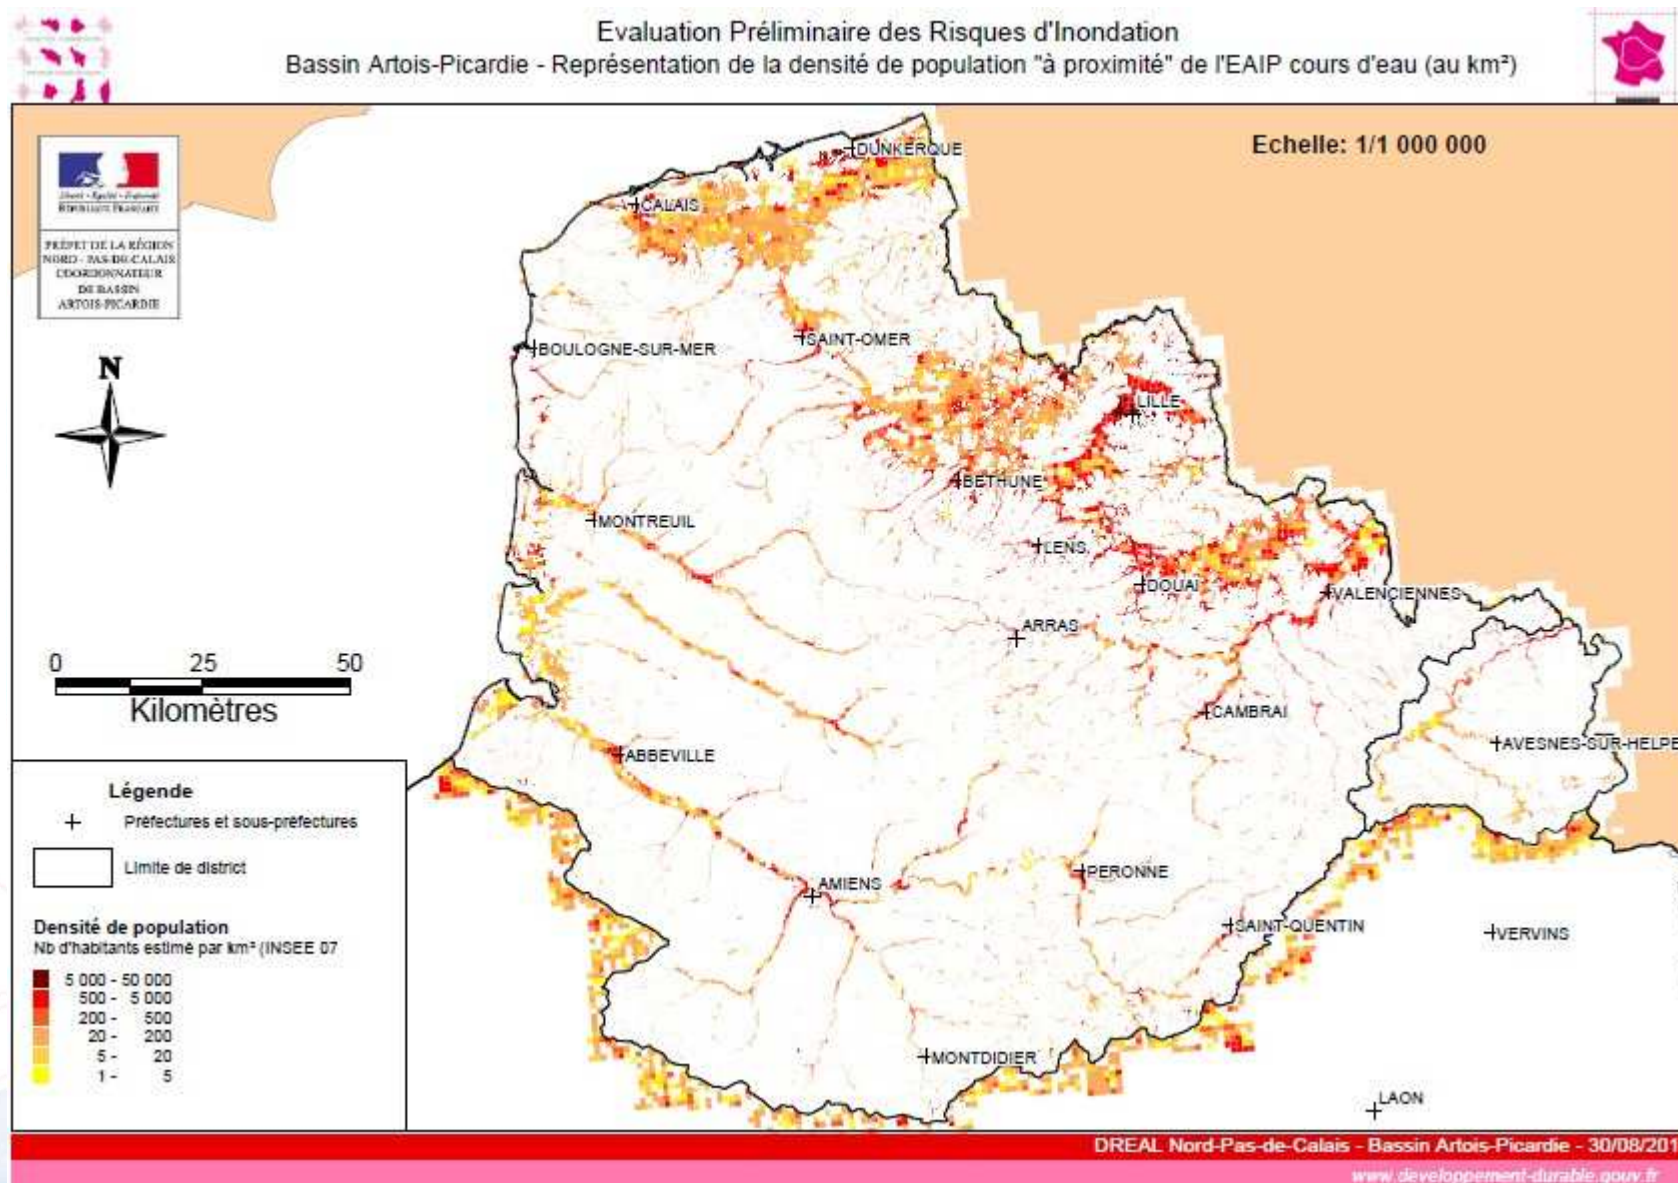 Evaluation Préliminaire des Risques d'Inondation
Bassin Artois-Picardie - Représentation de la densité de population "à proximité" de l'EAIP cours d'eau (au km²)
Echelle: 1/1 000 000
Liberté • Égalité • Fraternité
RÉPUBLIQUE FRANÇAISE
PRÉFET DE LA RÉGION
NORD - PAS-DE-CALAIS
COORDONNATEUR
DE BASSIN
ARTOIS-PICARDIE
N
DUNKERQUE
CALAIS
SAINT-OMER
BOULOGNE-SUR-MER
LILLE
BETHUNE
MONTREUIL
LENS
DOUAI
VALENCIENNES
ARRAS
CAMBRAI
AVESNES-SUR-HELPE
ABBEVILLE
PERONNE
AMIENS
SAINT-QUENTIN
VERVINS
MONTDIDIER
LAON
0 25 50
Kilomètres
Légende
Préfectures et sous-préfectures
Limite de district
Densité de population
Nb d'habitants estimé par km² (INSEE 07
5 000 - 50 000
500 - 5 000
200 - 500
20 - 200
5 - 20
1 - 5
DREAL Nord-Pas-de-Calais - Bassin Artois-Picardie - 30/08/201
www.developpement-durable.gouv.fr